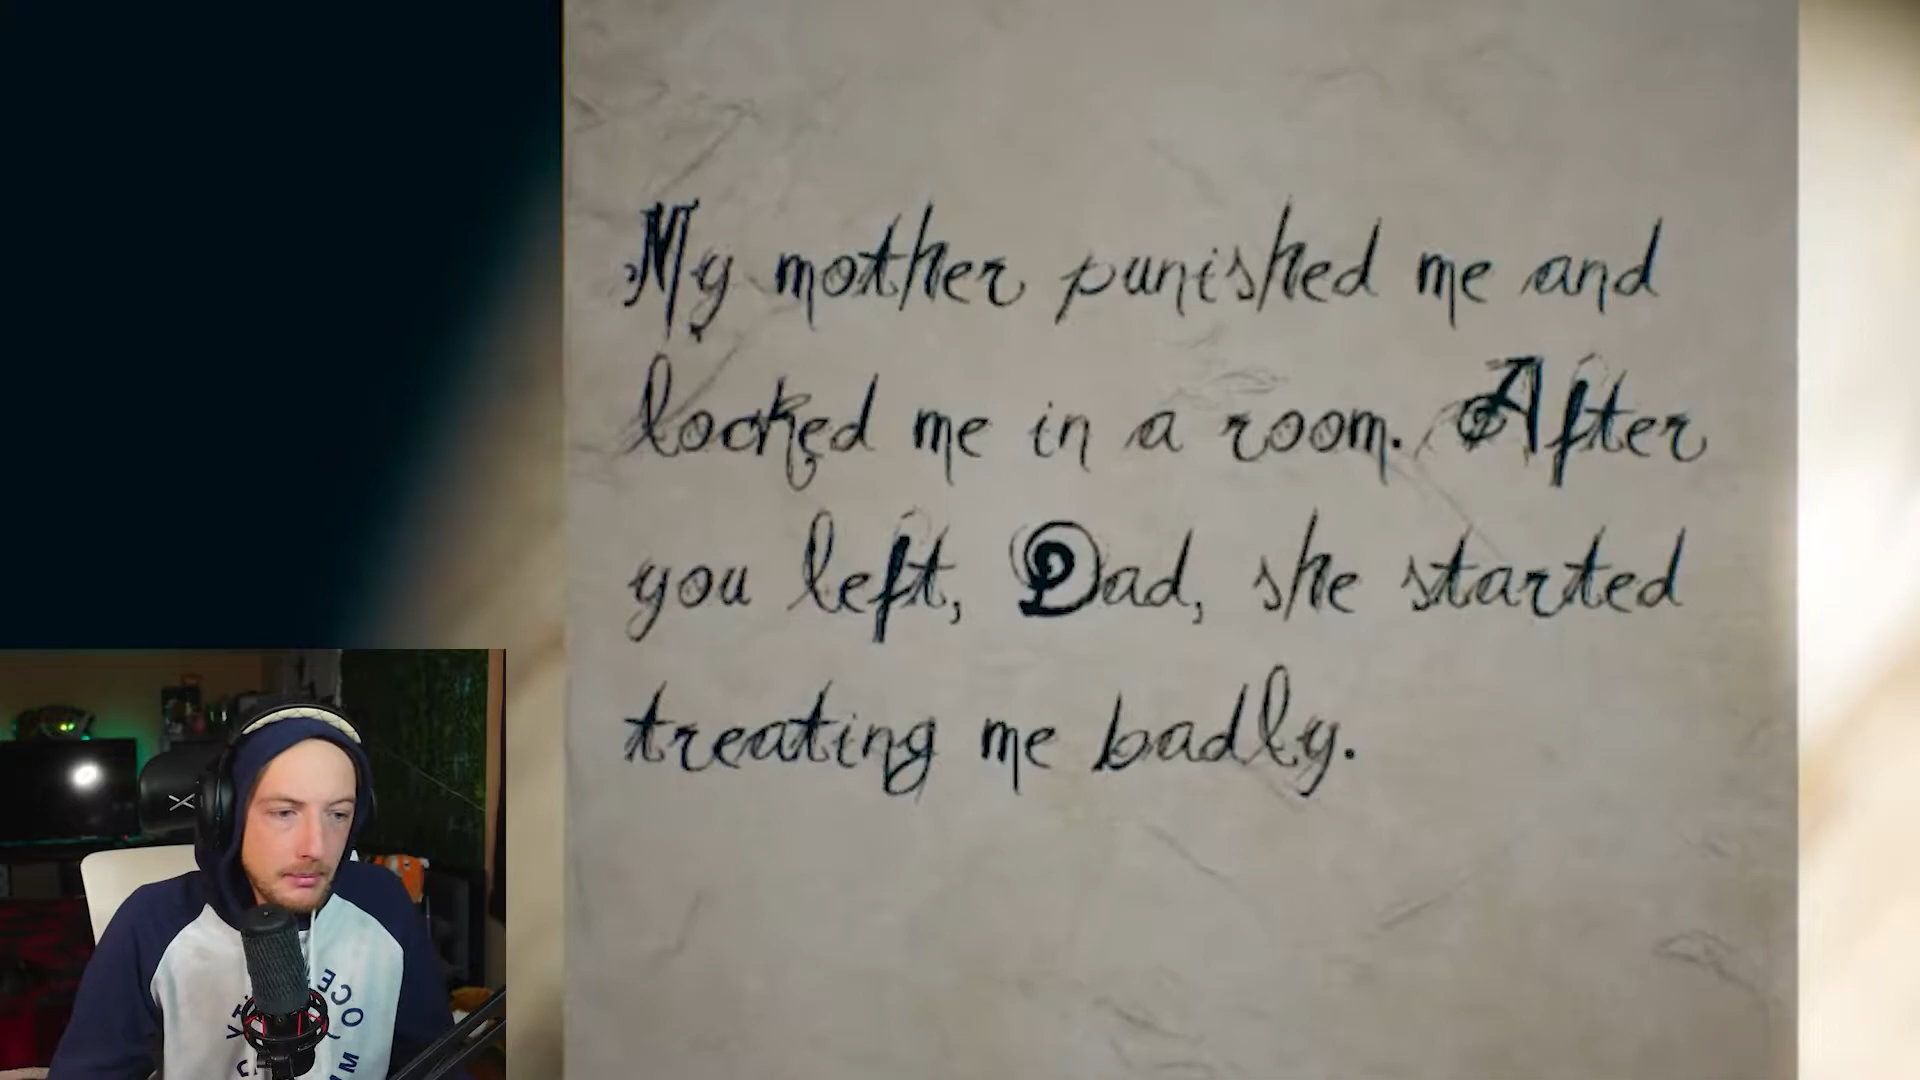 My mother punished me and
locked me in a room. After
you left, Dad, she started
treating me badly.